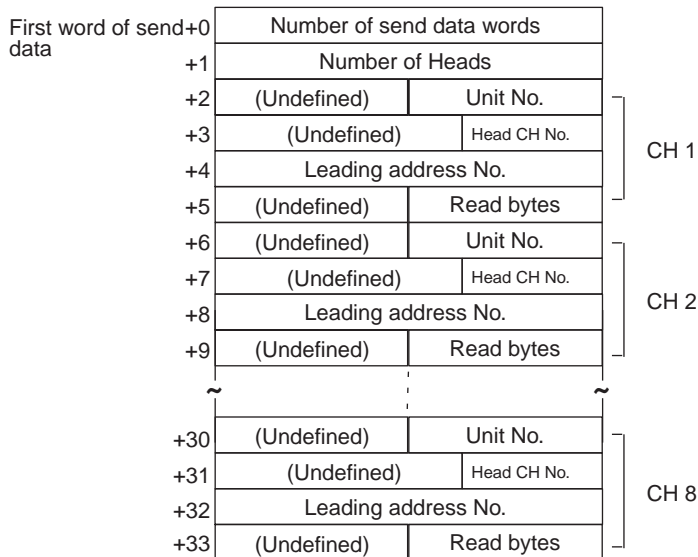 First word of send data
+0 Number of send data words
+1 Number of Heads
+2 (Undefined) Unit No.
+3 (Undefined) Head CH No.
+4 Leading address No.
+5 (Undefined) Read bytes
CH 1
+6 (Undefined) Unit No.
+7 (Undefined) Head CH No.
+8 Leading address No.
+9 (Undefined) Read bytes
CH 2
~ ~
+30 (Undefined) Unit No.
+31 (Undefined) Head CH No.
+32 Leading address No.
+33 (Undefined) Read bytes
CH 8